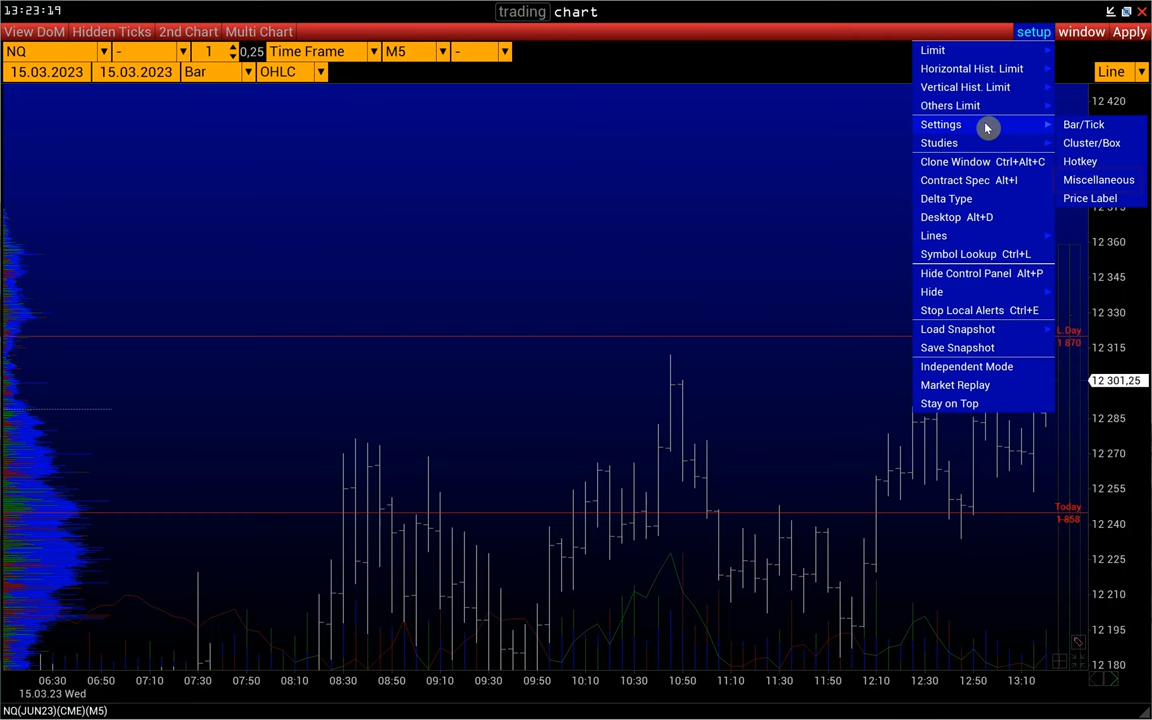 13:23:19
trading chart
View DoM Hidden Ticks 2nd Chart Multi Chart setup window Apply
NQ - 1 0,25 Time Frame M5 -
15.03.2023 15.03.2023 Bar OHLC Line
Limit
Horizontal Hist. Limit
Vertical Hist. Limit
Others Limit
Settings
Studies
Clone Window Ctrl+Alt+C
Contract Spec Alt+I
Delta Type
Desktop Alt+D
Lines
Symbol Lookup Ctrl+L
Hide Control Panel Alt+P
Hide
Stop Local Alerts Ctrl+E
Load Snapshot
Save Snapshot
Independent Mode
Market Replay
Stay on Top
Bar/Tick
Cluster/Box
Hotkey
Miscellaneous
Price Label
12 420
12 360
12 345
12 330
L.Day
1 870
12 315
12 301,25
12 285
12 270
12 255
Today
1 858
12 240
12 225
12 210
12 195
12 180
06:30 06:50 07:10 07:30 07:50 08:10 08:30 08:50 09:10 09:30 09:50 10:10 10:30 10:50 11:10 11:30 11:50 12:10 12:30 12:50 13:10
15.03.23 Wed
NQ(JUN23)(CME)(M5)